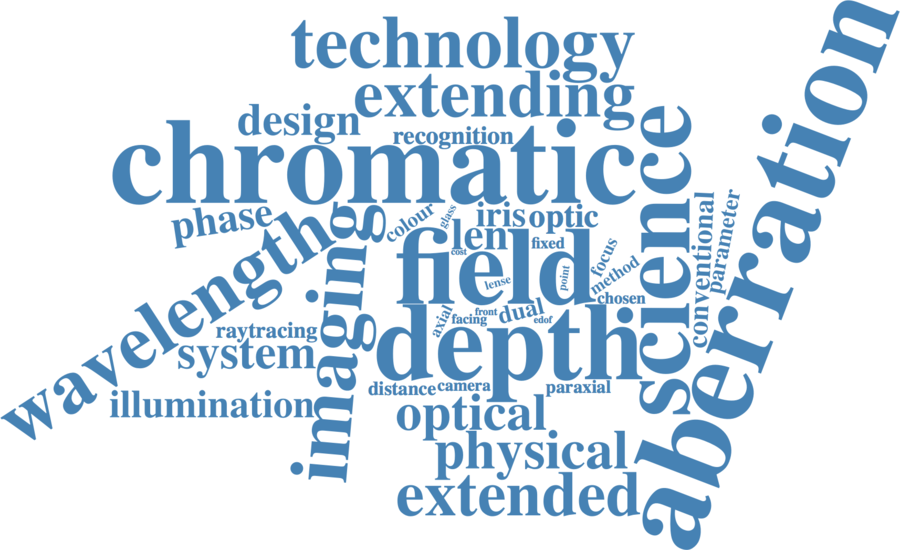 technology
extending
design
recognition
chromatic
aberration
science
phase
colour
glass
iris
optic
len
cost
fixed
field
wavelength
imaging
lense
point
focus
method
chosen
conventional
parameter
axial
facing
front
dual
edof
depth
raytracing
system
distance
camera
paraxial
illumination
optical
physical
extended